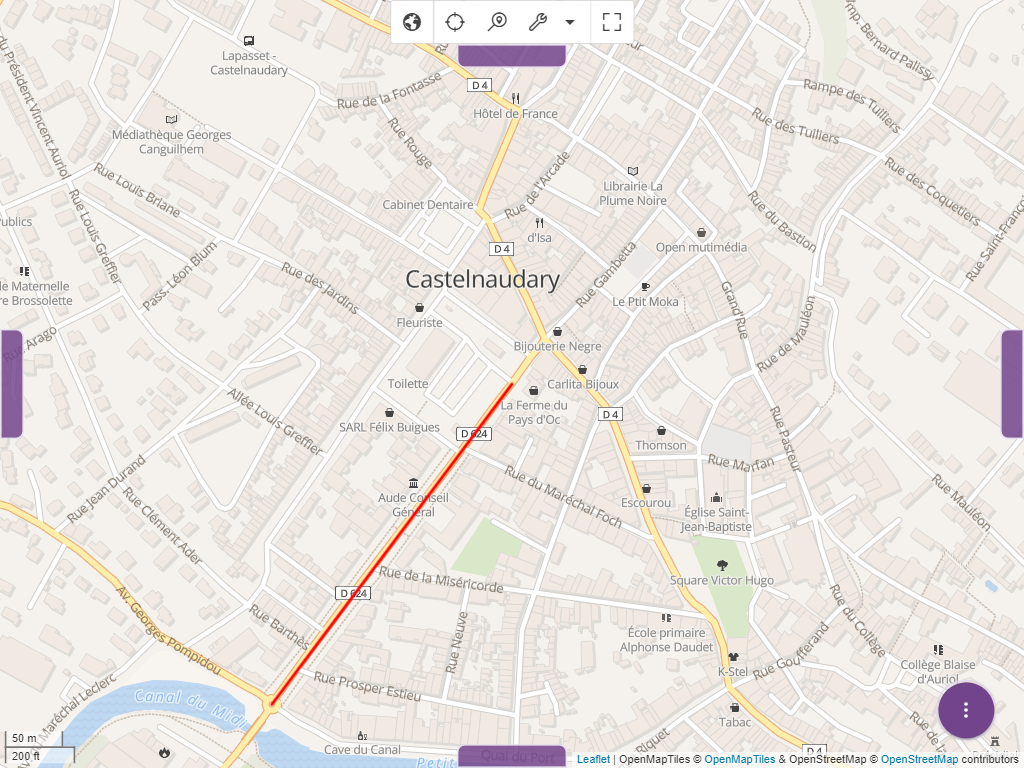 D 4
Lapasset -
Castelnaudary
Rue de la Fontasse
Hôtel de France
mp. Bernard Palissy
Rampe des Tuiliers
Rue des Tuiliers
du Président Vincent Auriol
Médiathèque Georges
Canguilhem
Rue Rouge
Rue de l'Arcade
Librairie La
Plume Noire
Rue des Coquetiers
Rue Louis Briane
Cabinet Dentaire
Rue du Bastion
Rue Saint-Franço
Rue Louis Greffier
d'Isa
D 4
Open mutimédia
ublics
Pass. Léon Blum
Rue des Jardins
Castelnaudary
Rue Gambetta
Le Ptit Moka
Grand'Rue
Rue de Mauléon
le Maternelle
re Brossolette
Fleuriste
Rue Arago
Bijouterie Negre
Toilette
Carlita Bijoux
Allée Louis Greffier
La Ferme du
Pays d'Oc
D 4
SARL Félix Buigues
D 624
Thomson
Rue Pasteur
Rue Marfan
Rue Jean Durand
Rue Clément Ader
Aude Conseil
Général
Rue du Maréchal Foch
Escourou
Église Saint-
Jean-Baptiste
Rue Mauléon
Rue de la Miséricorde
Square Victor Hugo
D 624
Av. Georges Pompidou
Rue Barthès
Rue Neuve
École primaire
Alphonse Daudet
Rue du Collège
Rue Goufferand
Collège Blaise
d'Auriol
K-Stel
Maréchal Leclerc
Canal du Midi
Rue Prosper Estieu
Tabac
Rue de la
Riquet
D 4
50 m
200 ft
Cave du Canal
Petit
Quai du Port
Leaflet | OpenMapTiles © OpenMapTiles & OpenStreetMap © OpenStreetMap contributors